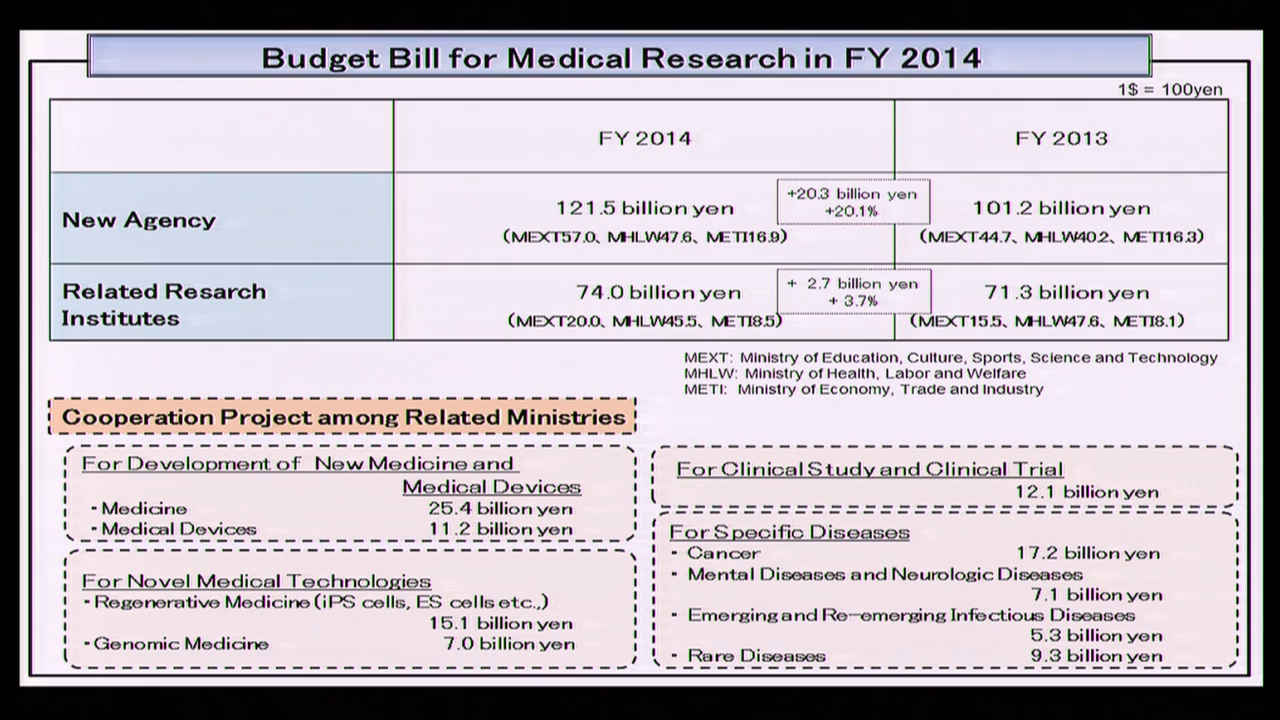 Budget Bill for Medical Research in FY 2014
1$ = 100yen
FY 2014
FY 2013
New Agency
121.5 billion yen
+20.3 billion yen
+20.1%
101.2 billion yen
(MEXT57.0、MHLW47.6、METI16.9)
(MEXT44.7、MHLW40.2、METI16.3)
Related Resarch
Institutes
74.0 billion yen
+ 2.7 billion yen
+ 3.7%
71.3 billion yen
(MEXT20.0、MHLW45.5、METI8.5)
(MEXT15.5、MHLW47.6、METI8.1)
MEXT: Ministry of Education, Culture, Sports, Science and Technology
MHLW: Ministry of Health, Labor and Welfare
METI: Ministry of Economy, Trade and Industry
Cooperation Project among Related Ministries
For Development of New Medicine and
Medical Devices
・Medicine 25.4 billion yen
・Medical Devices 11.2 billion yen
For Novel Medical Technologies
・Regenerative Medicine(iPS cells, ES cells etc.,)
15.1 billion yen
・Genomic Medicine 7.0 billion yen
For Clinical Study and Clinical Trial
12.1 billion yen
For Specific Diseases
・ Cancer 17.2 billion yen
・ Mental Diseases and Neurologic Diseases
7.1 billion yen
・ Emerging and Re-emerging Infectious Diseases
5.3 billion yen
・ Rare Diseases 9.3 billion yen